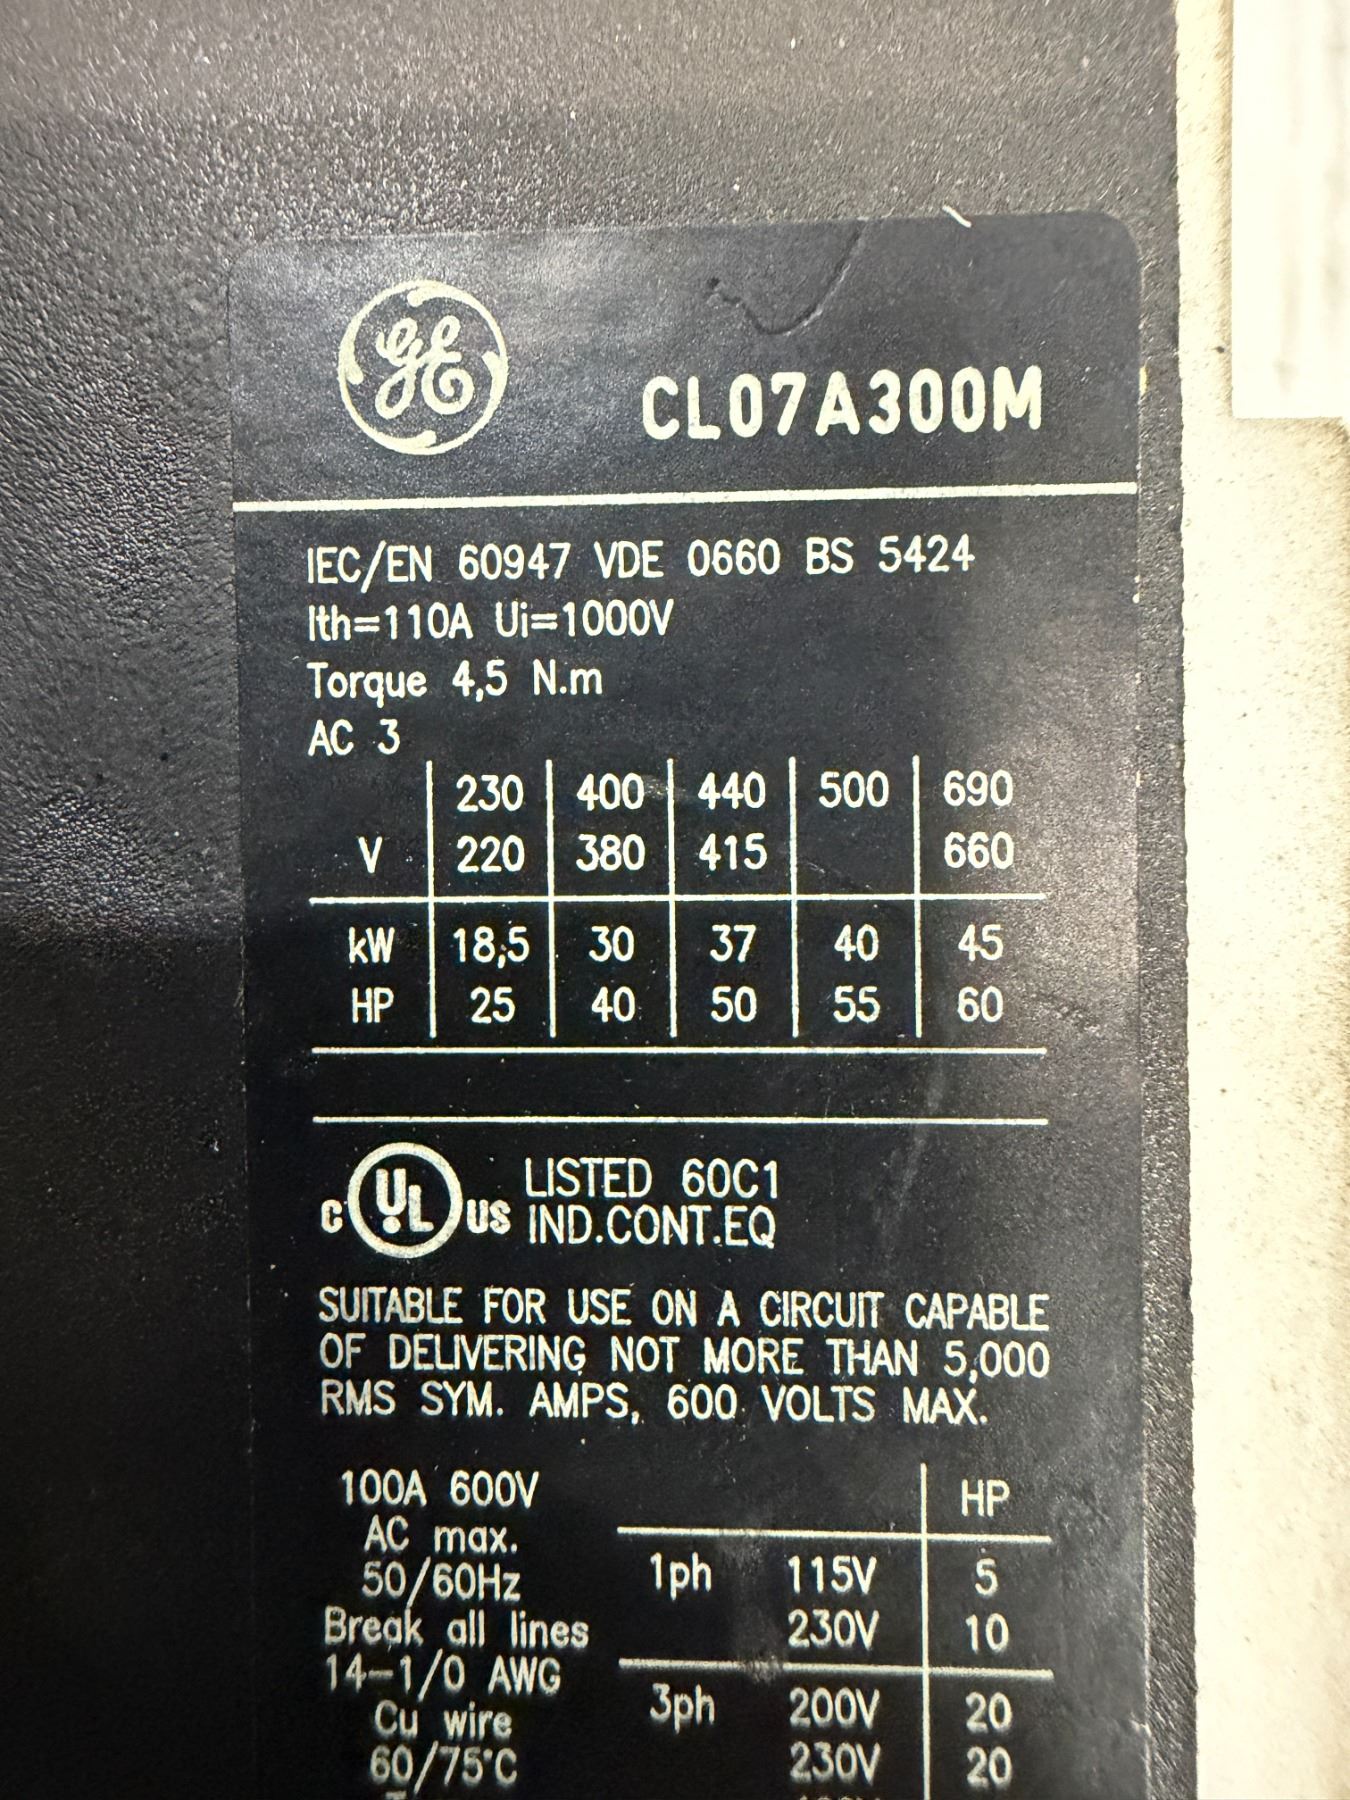 GE
CL07A300M
IEC/EN 60947 VDE 0660 BS 5424
Ith=110A Ui=1000V
Torque 4,5 N.m
AC 3
230 400 440 500 690
V 220 380 415 660
kW 18,5 30 37 40 45
HP 25 40 50 55 60
C UL US LISTED 60C1
IND.CONT.EQ
SUITABLE FOR USE ON A CIRCUIT CAPABLE
OF DELIVERING NOT MORE THAN 5,000
RMS SYM. AMPS, 600 VOLTS MAX.
100A 600V
AC max.
50/60Hz
Break all lines
14-1/0 AWG
Cu wire
60/75°C
HP
1ph 115V 5
230V 10
3ph 200V 20
230V 20